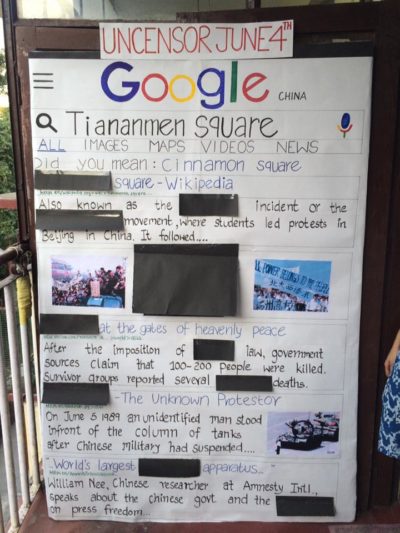 UNCENSOR JUNE 4TH
Google CHINA
Tiananmen Square
ALL IMAGES MAPS VIDEOS NEWS
Did you mean: Cinnamon square
square - Wikipedia
Also known as the incident or the
movement, where students led protests in
Beijing in China. It followed....
at the gates of heavenly peace
After the imposition of law, government
sources claim that 100-200 people were killed.
Survivor groups reported several deaths.
- The Unknown Protestor
On June 5 1989 an unidentified man stood
infront of the column of tanks
after Chinese military had suspended....
"World's largest apparatus.."
William Nee, Chinese researcher at Amnesty Intl.,
speaks about the chinese govt. and the
on press freedom...